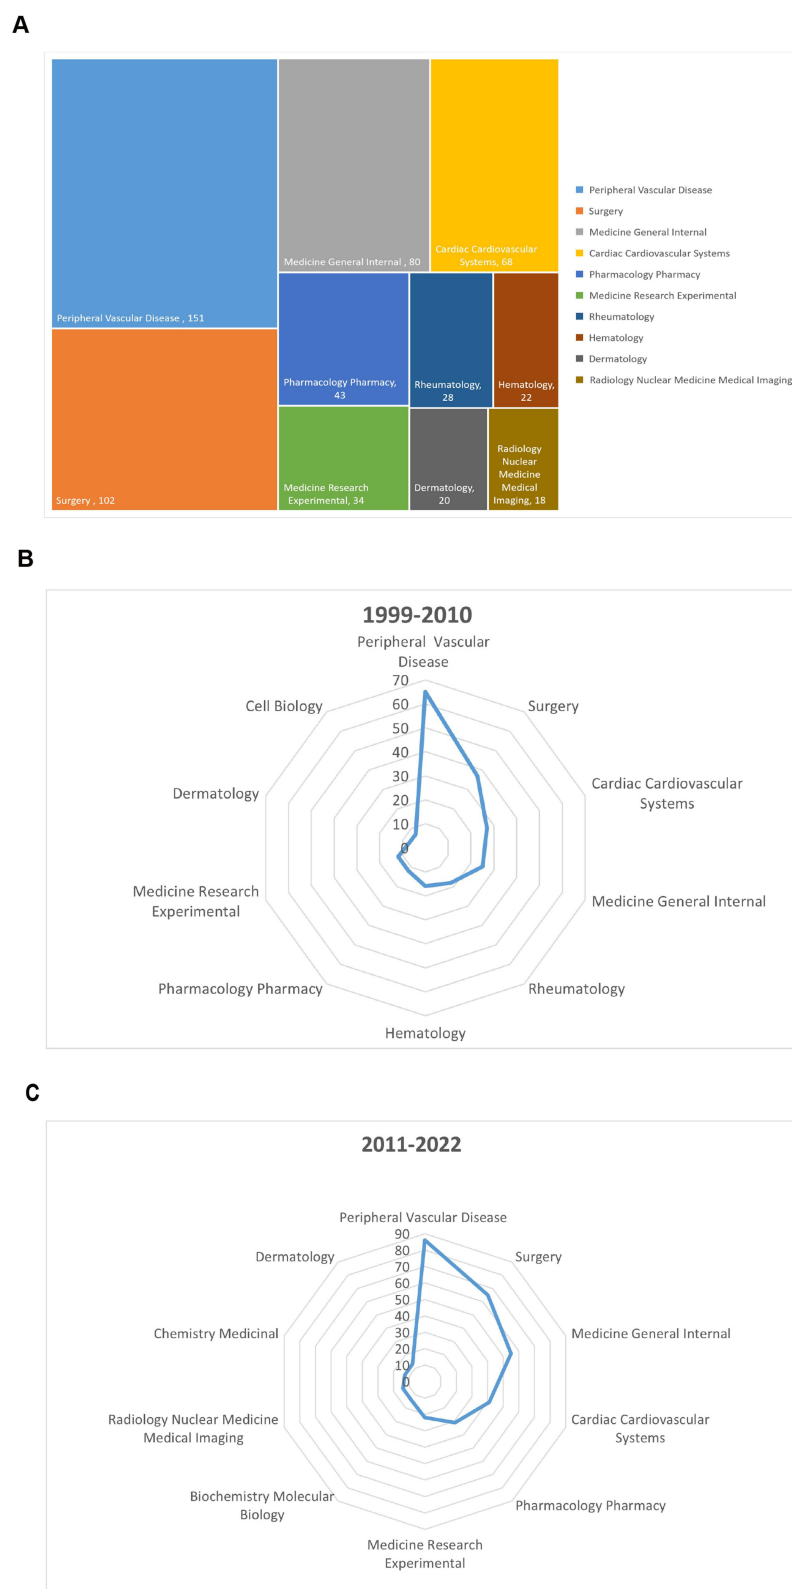 A
Peripheral Vascular Disease , 151
Surgery , 102
Medicine General Internal , 80
Cardiac Cardiovascular
Systems, 68
Pharmacology Pharmacy,
43
Medicine Research
Experimental, 34
Rheumatology,
28
Hematology,
22
Dermatology,
20
Radiology
Nuclear
Medicine
Medical
Imaging, 18
Peripheral Vascular Disease
Surgery
Medicine General Internal
Cardiac Cardiovascular Systems
Pharmacology Pharmacy
Medicine Research Experimental
Rheumatology
Hematology
Dermatology
Radiology Nuclear Medicine Medical Imaging
B
1999-2010
Peripheral Vascular
Disease
Surgery
Cardiac Cardiovascular
Systems
Medicine General Internal
Rheumatology
Hematology
Pharmacology Pharmacy
Medicine Research
Experimental
Dermatology
Cell Biology
70
60
50
40
30
20
10
0
C
2011-2022
Peripheral Vascular Disease
Surgery
Medicine General Internal
Cardiac Cardiovascular
Systems
Pharmacology Pharmacy
Medicine Research
Experimental
Biochemistry Molecular
Biology
Radiology Nuclear Medicine
Medical Imaging
Chemistry Medicinal
Dermatology
90
80
70
60
50
40
30
20
10
0